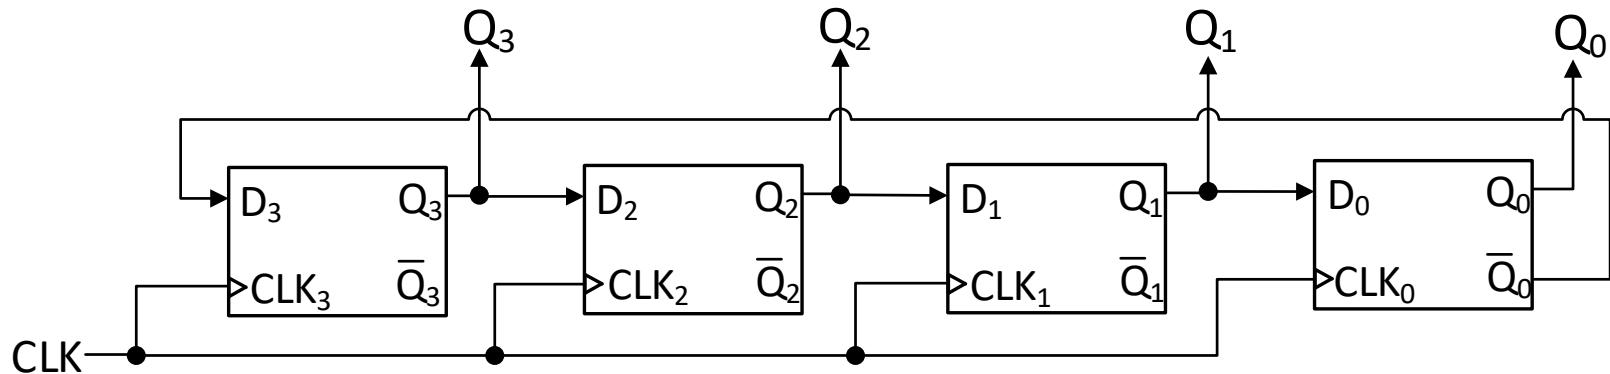 Q₃ Q₂ Q₁ Q₀
D₃ Q₃ D₂ Q₂ D₁ Q₁ D₀ Q₀
CLK₃ Q̅₃ CLK₂ Q̅₂ CLK₁ Q̅₁ CLK₀ Q̅₀
CLK